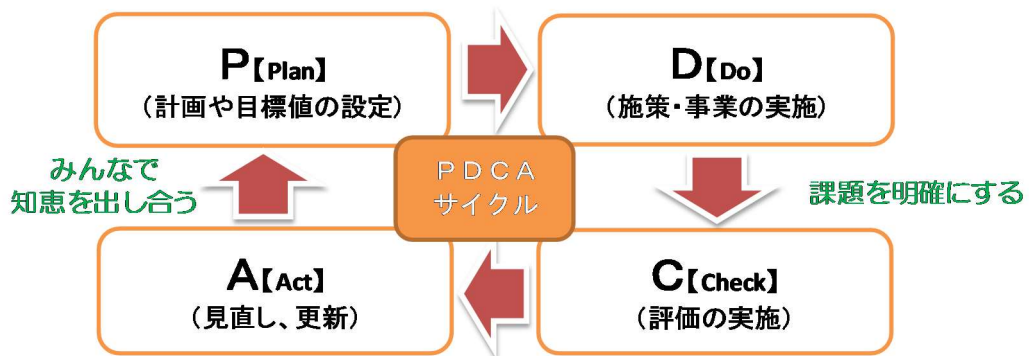 P【Plan】
(計画や目標値の設定)
D【Do】
(施策・事業の実施)
みんなで
知恵を出し合う
PDCA
サイクル
課題を明確にする
A【Act】
(見直し、更新)
C【Check】
(評価の実施)